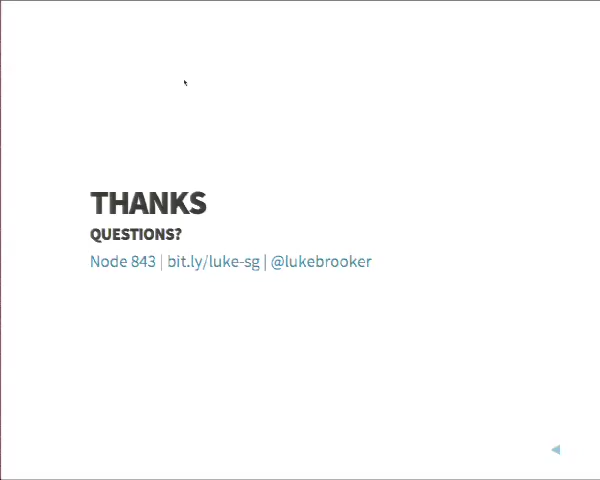 THANKS
QUESTIONS?
Node 843 | bit.ly/luke-sg | @lukebrooker